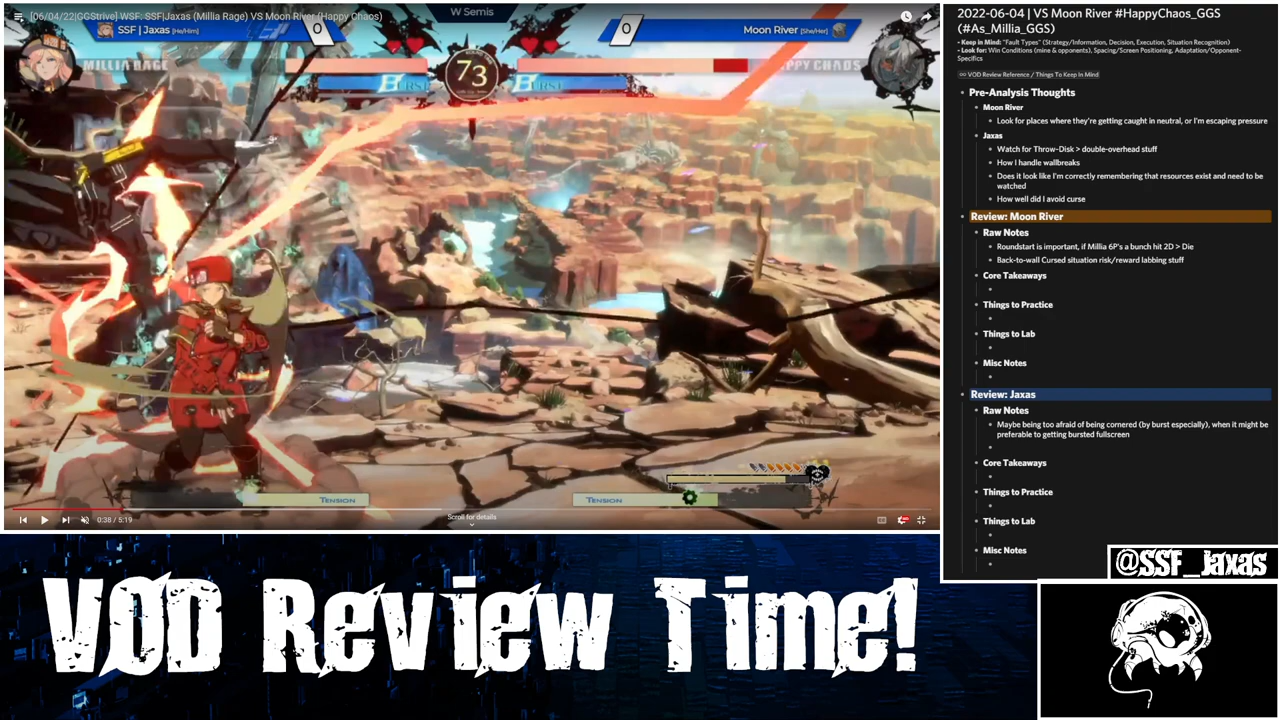 [06/04/22|GGStrive] WSF: SSF|Jaxas (Millia Rage) VS Moon River (Happy Chaos)
W Semis
SSF | Jaxas [He/Him]
0
0
Moon River [She/Her]
MILLIA RAGE
73
HAPPY CHAOS
BURST
BURST
TENSION
TENSION
0:38 / 5:19
Scroll for details
2022-06-04 | VS Moon River #HappyChaos_GGS
(#As_Millia_GGS)
- Keep in Mind: "Fault Types" (Strategy/Information, Decision, Execution, Situation Recognition)
- Look for: Win Conditions (mine & opponents), Spacing/Screen Positioning, Adaptation/Opponent-
Specifics
VOD Review Reference / Things To Keep In Mind
Pre-Analysis Thoughts
Moon River
Look for places where they're getting caught in neutral, or I'm escaping pressure
Jaxas
Watch for Throw-Disk > double-overhead stuff
How I handle wallbreaks
Does it look like I'm correctly remembering that resources exist and need to be
watched
How well did I avoid curse
Review: Moon River
Raw Notes
Roundstart is important, if Millia 6P's a bunch hit 2D > Die
Back-to-wall Cursed situation risk/reward labbing stuff
Core Takeaways
Things to Practice
Things to Lab
Misc Notes
Review: Jaxas
Raw Notes
Maybe being too afraid of being cornered (by burst especially), when it might be
preferable to getting bursted fullscreen
Core Takeaways
Things to Practice
Things to Lab
Misc Notes
@SSF_Jaxas
VOD Review Time!